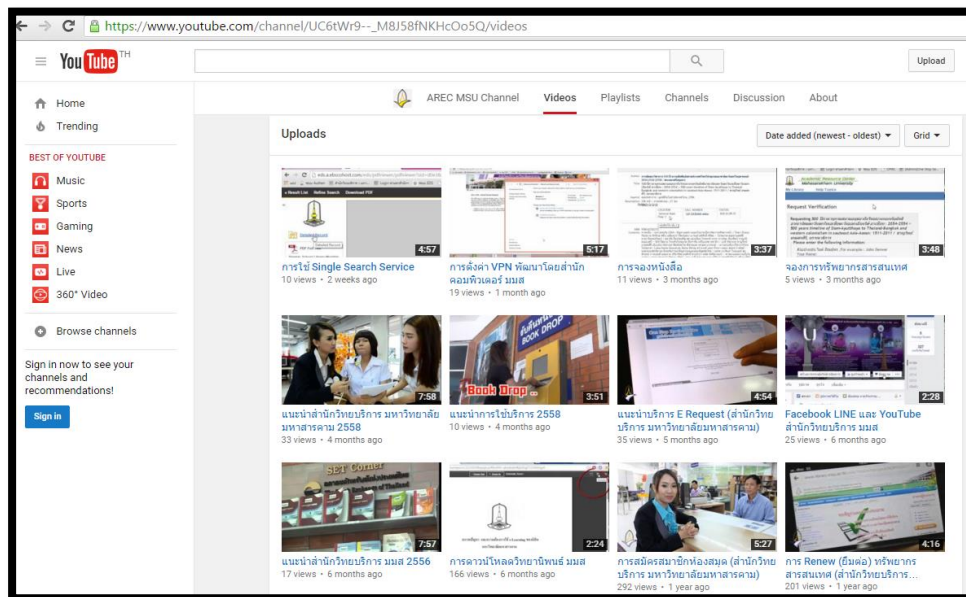 https://www.youtube.com/channel/UC6tWr9--_M8J58fNKHcOo5Q/videos
YouTube TH
Upload
Home
Trending
BEST OF YOUTUBE
Music
Sports
Gaming
News
Live
360° Video
Browse channels
Sign in now to see your
channels and
recommendations!
Sign in
AREC MSU Channel Videos Playlists Channels Discussion About
Uploads
Date added (newest - oldest) Grid
4:57
การใช้ Single Search Service
10 views • 2 weeks ago
5:17
การตั้งค่า VPN พัฒนาโดยสำนัก
คอมพิวเตอร์ มมส
19 views • 1 month ago
3:37
การจองหนังสือ
11 views • 3 months ago
Request Verification
3:48
จองการทรัพยากรสารสนเทศ
5 views • 3 months ago
7:58
แนะนำสำนักวิทยบริการ มหาวิทยาลัย
มหาสารคาม 2558
33 views • 4 months ago
BOOK DROP
Book Drop ..
3:51
แนะนำการใช้บริการ 2558
10 views • 4 months ago
4:54
แนะนำบริการ E Request (สำนักวิทย
บริการ มหาวิทยาลัยมหาสารคาม)
35 views • 5 months ago
2:28
Facebook LINE และ YouTube
สำนักวิทยบริการ มมส
25 views • 6 months ago
SET Corner
7:57
แนะนำสำนักวิทยบริการ มมส 2556
17 views • 6 months ago
2:24
การดาวน์โหลดวิทยานิพนธ์ มมส
166 views • 6 months ago
5:27
การสมัครสมาชิกห้องสมุด (สำนักวิทย
บริการ มหาวิทยาลัยมหาสารคาม)
292 views • 1 year ago
4:16
การ Renew (ยืมต่อ) ทรัพยากร
สารสนเทศ (สำนักวิทยบริการ...
201 views • 1 year ago